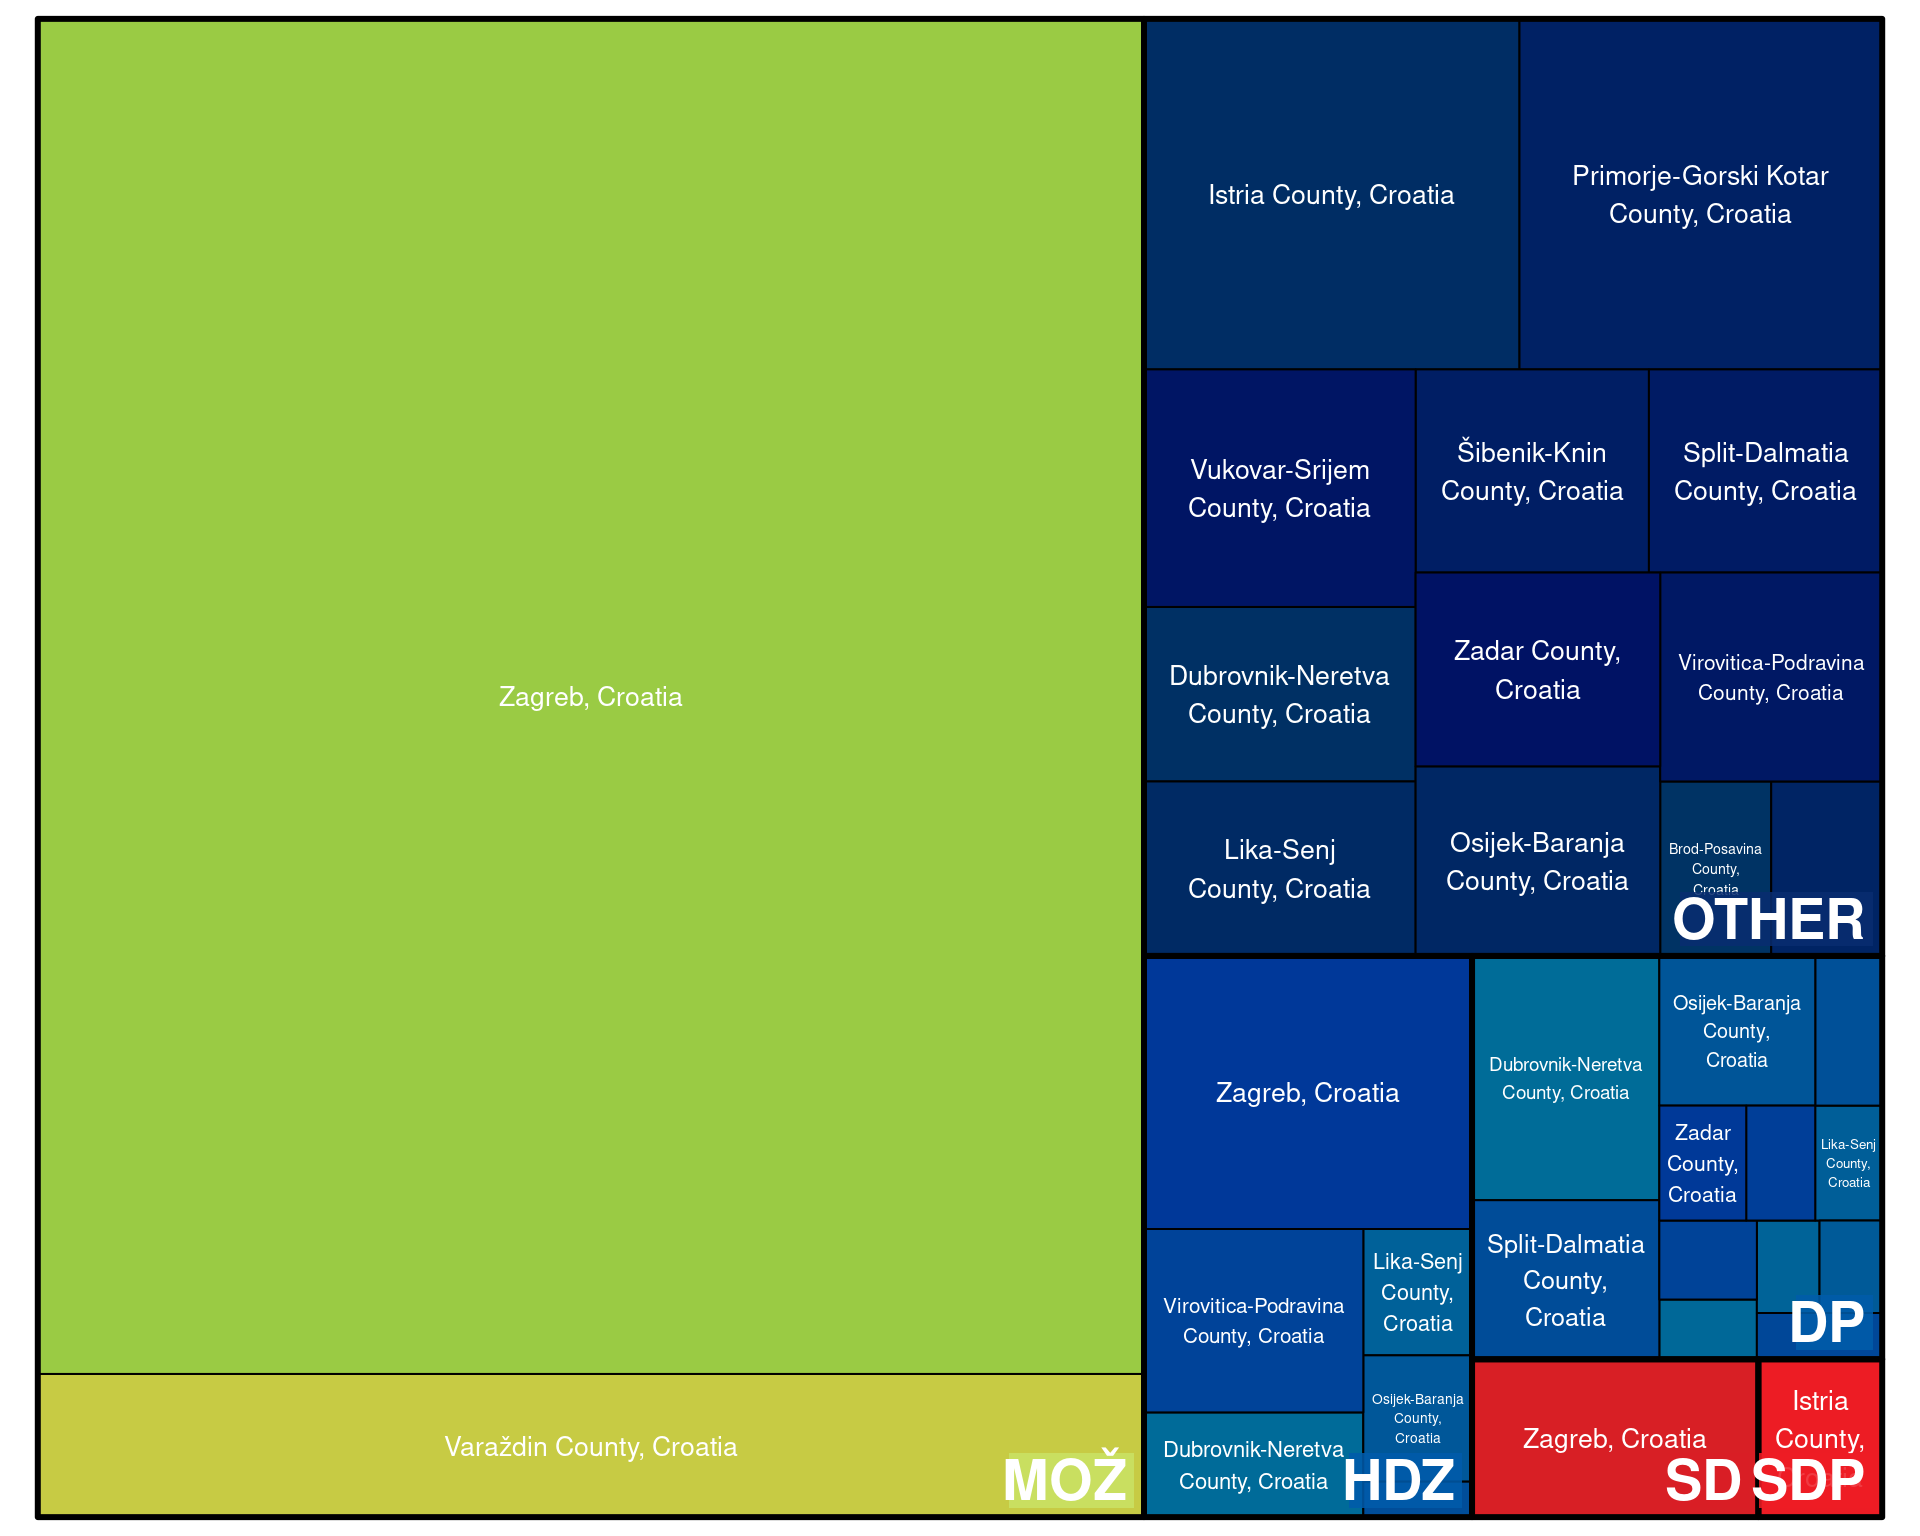 Zagreb, Croatia
Varaždin County, Croatia
MOŽ
Istria County, Croatia
Primorje-Gorski Kotar
County, Croatia
Vukovar-Srijem
County, Croatia
Šibenik-Knin
County, Croatia
Split-Dalmatia
County, Croatia
Dubrovnik-Neretva
County, Croatia
Zadar County,
Croatia
Virovitica-Podravina
County, Croatia
Lika-Senj
County, Croatia
Osijek-Baranja
County, Croatia
Brod-Posavina
County,
Croatia
OTHER
Zagreb, Croatia
Virovitica-Podravina
County, Croatia
Lika-Senj
County,
Croatia
Osijek-Baranja
County,
Croatia
Dubrovnik-Neretva
County, Croatia
HDZ
Dubrovnik-Neretva
County, Croatia
Osijek-Baranja
County,
Croatia
Zadar
County,
Croatia
Lika-Senj
County,
Croatia
Split-Dalmatia
County,
Croatia
DP
Zagreb, Croatia
SD
Istria
County,
SDP